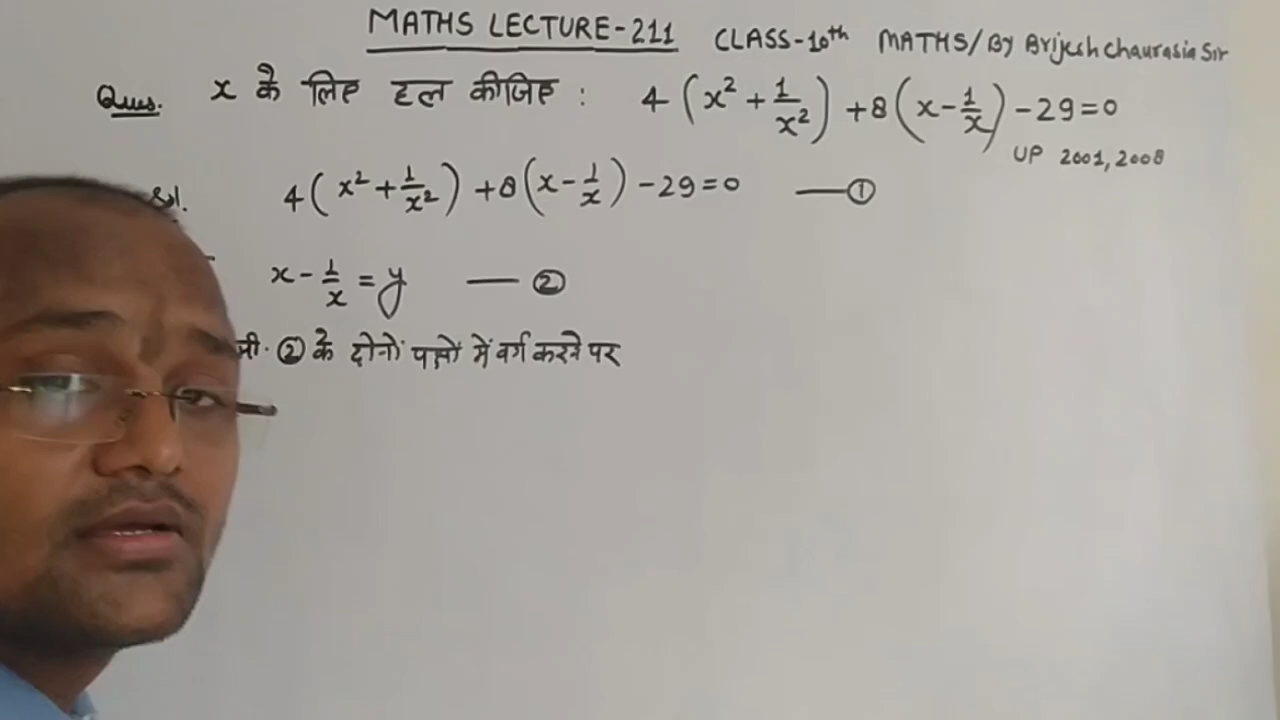 MATHS LECTURE-211 CLASS-10th MATHS/By Brijesh Chaurasia Sir
Ques. x के लिए हल कीजिए : 4(x² + 1/x²) + 8(x - 1/x) - 29 = 0
UP 2001, 2008
4(x² + 1/x²) + 8(x - 1/x) - 29 = 0 —①
x - 1/x = y —②
② के दोनों पक्षों में वर्ग करने पर